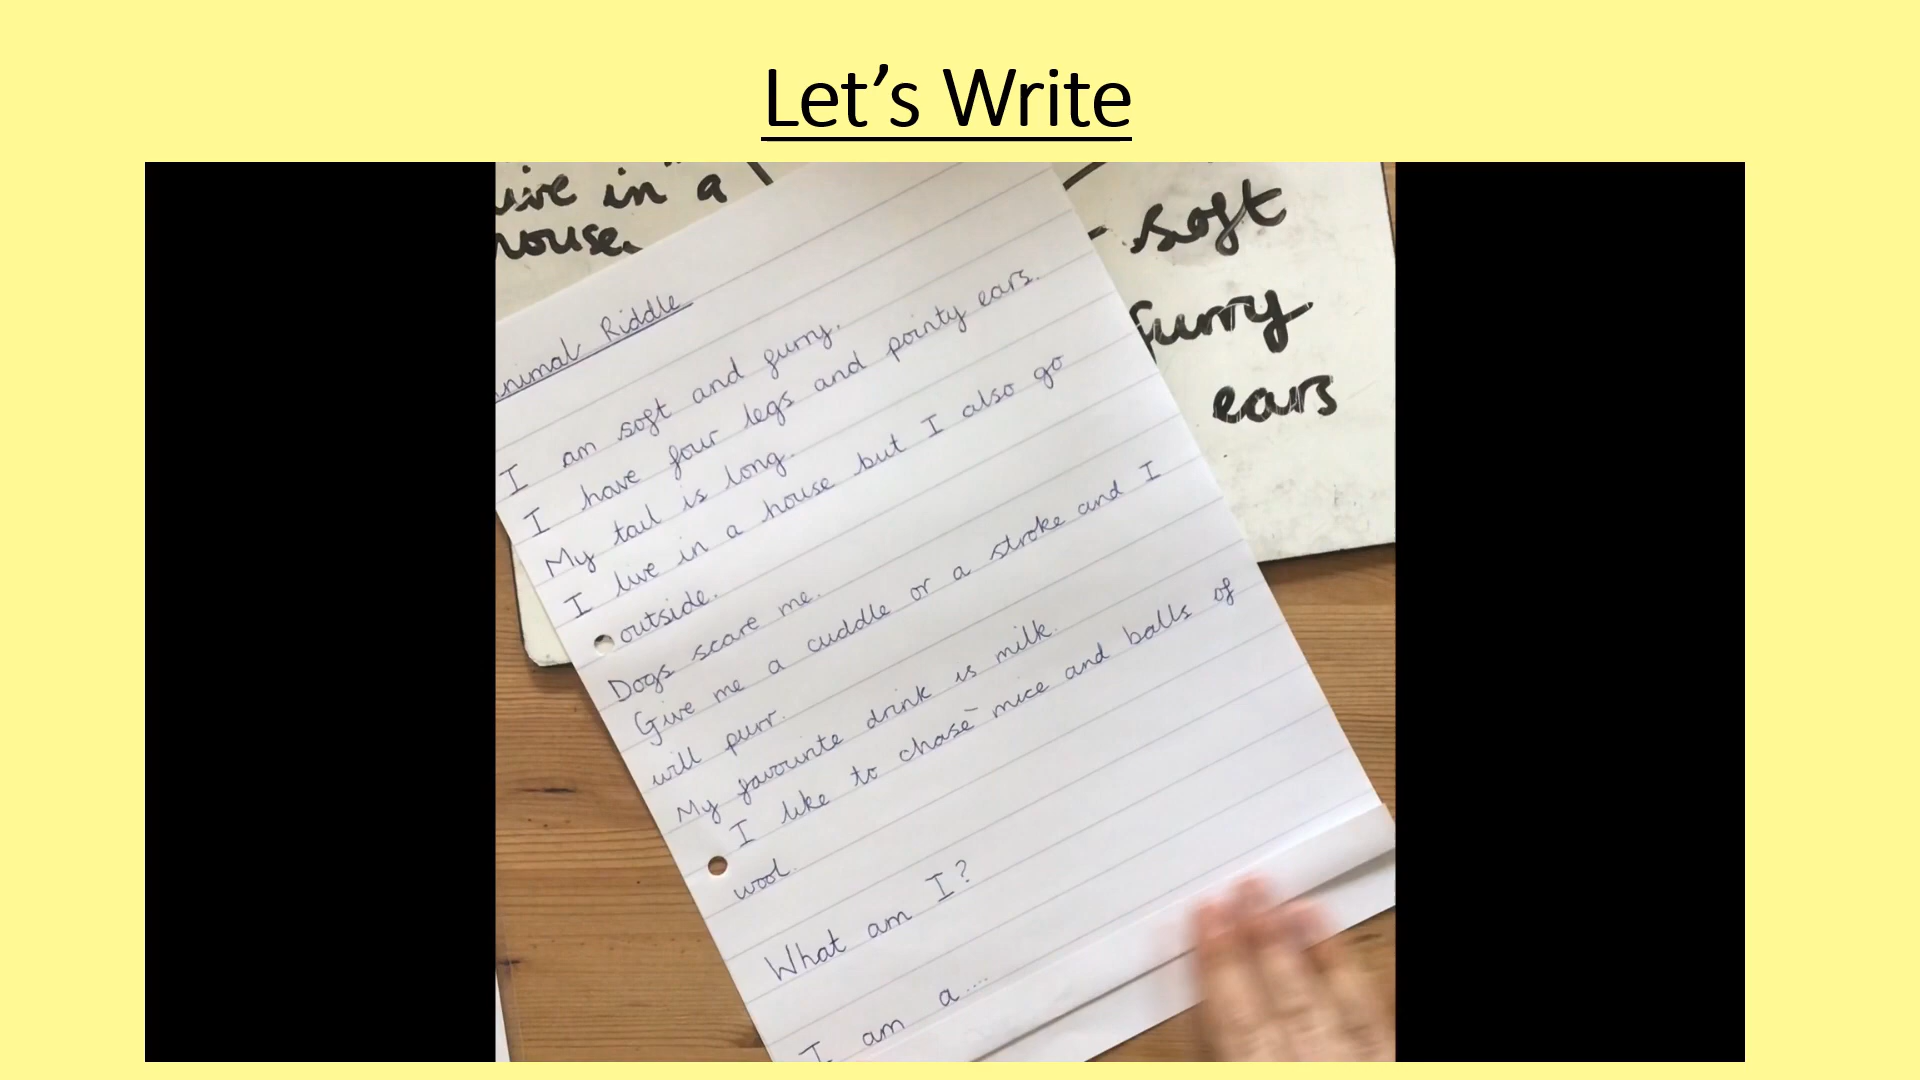 Let's Write
live in a
house.
soft
furry
ears
Animal Riddle
I am soft and furry.
I have four legs and pointy ears.
My tail is long.
I live in a house but I also go
outside.
Dogs scare me.
Give me a cuddle or a stroke and I
will purr.
My favourite drink is milk.
I like to chase mice and balls of
wool.
What am I?
I am a....